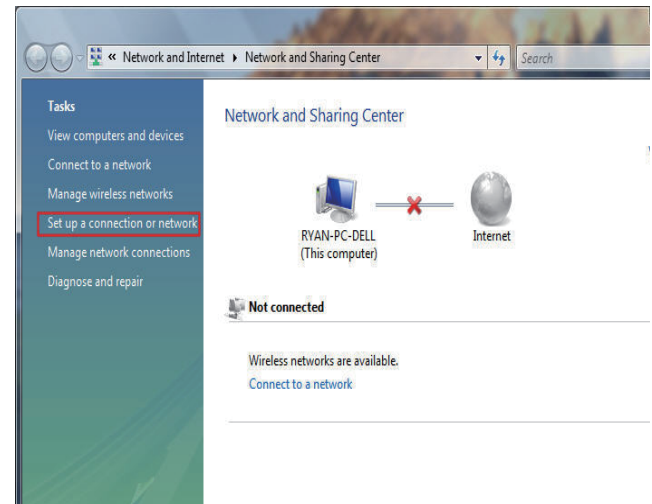 « Network and Internet ▸ Network and Sharing Center
Search
Tasks
View computers and devices
Connect to a network
Manage wireless networks
Set up a connection or network
Manage network connections
Diagnose and repair
Network and Sharing Center
RYAN-PC-DELL
(This computer)
Internet
Not connected
Wireless networks are available.
Connect to a network